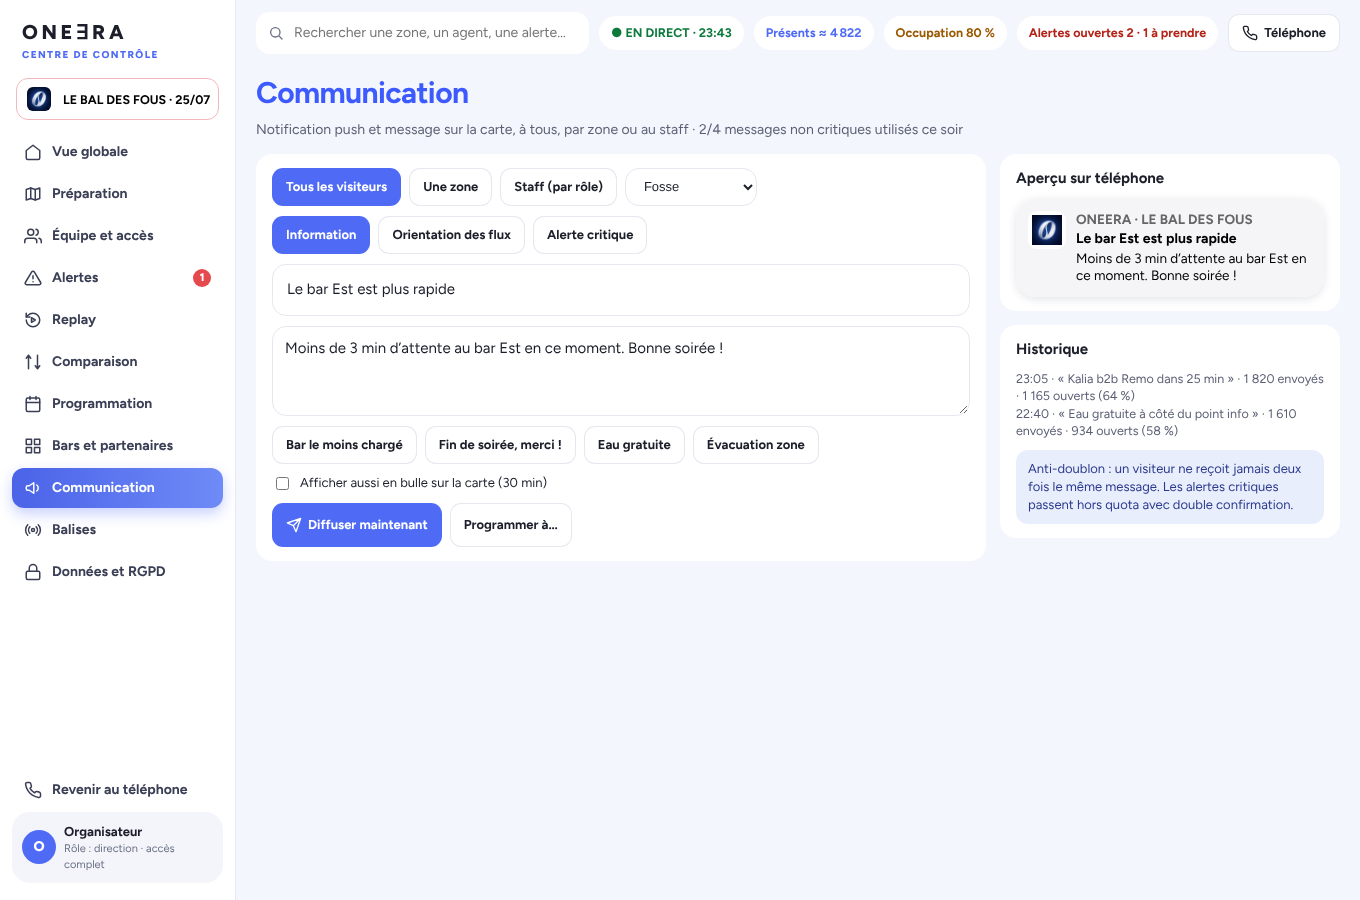 ONEƎRA
CENTRE DE CONTRÔLE
LE BAL DES FOUS · 25/07
Vue globale
Préparation
Équipe et accès
Alertes
1
Replay
Comparaison
Programmation
Bars et partenaires
Communication
Balises
Données et RGPD
Revenir au téléphone
O
Organisateur
Rôle : direction · accès
complet
Rechercher une zone, un agent, une alerte...
EN DIRECT · 23:43
Présents ≈ 4 822
Occupation 80 %
Alertes ouvertes 2 · 1 à prendre
Téléphone
Communication
Notification push et message sur la carte, à tous, par zone ou au staff · 2/4 messages non critiques utilisés ce soir
Tous les visiteurs
Une zone
Staff (par rôle)
Fosse
Information
Orientation des flux
Alerte critique
Le bar Est est plus rapide
Moins de 3 min d’attente au bar Est en ce moment. Bonne soirée !
Bar le moins chargé
Fin de soirée, merci !
Eau gratuite
Évacuation zone
Afficher aussi en bulle sur la carte (30 min)
Diffuser maintenant
Programmer à...
Aperçu sur téléphone
ONEERA · LE BAL DES FOUS
Le bar Est est plus rapide
Moins de 3 min d’attente au bar Est en
ce moment. Bonne soirée !
Historique
23:05 · « Kalia b2b Remo dans 25 min » · 1 820 envoyés
· 1 165 ouverts (64 %)
22:40 · « Eau gratuite à côté du point info » · 1 610
envoyés · 934 ouverts (58 %)
Anti-doublon : un visiteur ne reçoit jamais deux
fois le même message. Les alertes critiques
passent hors quota avec double confirmation.